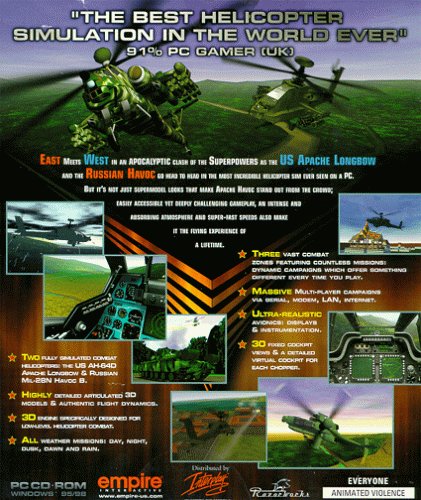 "THE BEST HELICOPTER
SIMULATION IN THE WORLD EVER"
91% PC GAMER (UK)
EAST MEETS WEST IN AN APOCALYPTIC CLASH OF THE SUPERPOWERS AS THE US APACHE LONGBOW
AND THE RUSSIAN HAVOC GO HEAD TO HEAD IN THE MOST INCREDIBLE HELICOPTER SIM EVER SEEN ON A PC.
BUT IT'S NOT JUST SUPERMODEL LOOKS THAT MAKE APACHE HAVOC STAND OUT FROM THE CROWD;
EASILY ACCESSIBLE YET DEEPLY CHALLENGING GAMEPLAY, AN INTENSE AND
ABSORBING ATMOSPHERE AND SUPER-FAST SPEEDS ALSO MAKE
IT THE FLYING EXPERIENCE OF
A LIFETIME.
THREE VAST COMBAT
ZONES FEATURING COUNTLESS MISSIONS:
DYNAMIC CAMPAIGNS WHICH OFFER SOMETHING
DIFFERENT EVERY TIME YOU PLAY.
MASSIVE MULTI-PLAYER CAMPAIGNS
VIA SERIAL, MODEM, LAN, INTERNET.
ULTRA-REALISTIC
AVIONICS: DISPLAYS
& INSTRUMENTATION.
30 FIXED COCKPIT
VIEWS & A DETAILED
VIRTUAL COCKPIT FOR
EACH CHOPPER.
TWO FULLY SIMULATED COMBAT
HELICOPTERS: THE US AH-64D
APACHE LONGBOW & RUSSIAN
MIL-28N HAVOC B.
HIGHLY DETAILED ARTICULATED 3D
MODELS & AUTHENTIC FLIGHT DYNAMICS.
3D ENGINE SPECIFICALLY DESIGNED FOR
LOW-LEVEL HELICOPTER COMBAT.
ALL WEATHER MISSIONS: DAY, NIGHT,
DUSK, DAWN AND RAIN.
PC CD-ROM
WINDOWS 95/98
empire
INTERACTIVE
www.empire-us.com
Distributed by
Interplay
Razorworks
EVERYONE
ANIMATED VIOLENCE